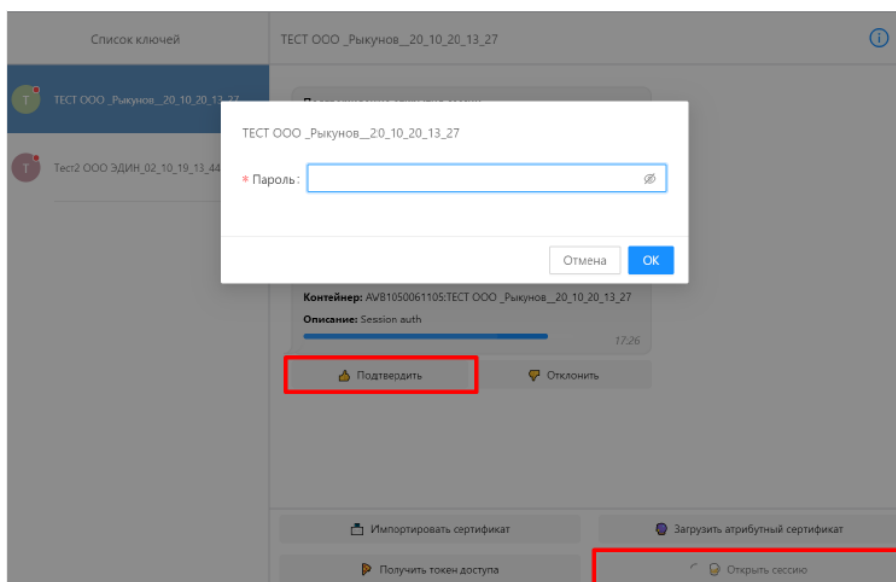 Список ключей
ТЕСТ ООО _Рыкунов__20_10_20_13_27
ТЕСТ ООО _Рыкунов__20_10_20_13_27
Тест2 ООО ЭДИН_02_10_19_13_44
ТЕСТ ООО _Рыкунов__20_10_20_13_27
* Пароль:
Отмена
ОК
Контейнер: AVB1050061105:ТЕСТ ООО _Рыкунов__20_10_20_13_27
Описание: Session auth
17:26
Подтвердить
Отклонить
Импортировать сертификат
Загрузить атрибутный сертификат
Получить токен доступа
Открыть сессию